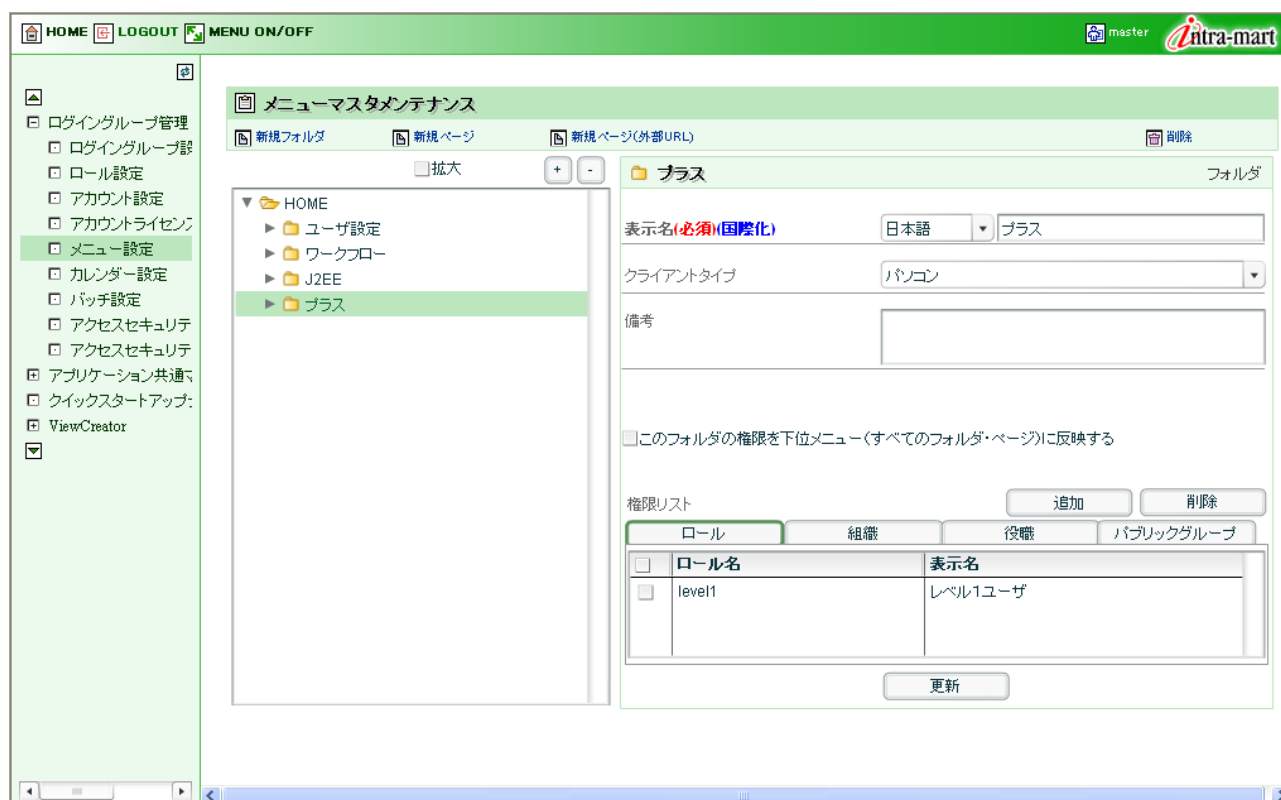 HOME LOGOUT MENU ON/OFF
master intra-mart
ログイングループ管理
ログイングループ設
ロール設定
アカウント設定
アカウントライセンス
メニュー設定
カレンダー設定
バッチ設定
アクセスセキュリテ
アクセスセキュリテ
アプリケーション共通マ
クイックスタートアップ
ViewCreator
メニューマスタメンテナンス
新規フォルダ 新規ページ 新規ページ(外部URL) 削除
拡大 + -
HOME
ユーザ設定
ワークフロー
J2EE
プラス
プラス フォルダ
表示名(必須)(国際化) 日本語 プラス
クライアントタイプ パソコン
備考
このフォルダの権限を下位メニュー(すべてのフォルダ・ページ)に反映する
権限リスト 追加 削除
ロール 組織 役職 パブリックグループ
ロール名 表示名
level1 レベル1ユーザ
更新